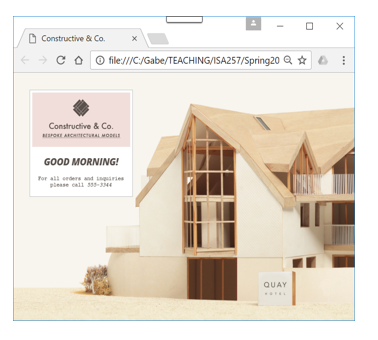 Constructive & Co.
file:///C:/Gabe/TEACHING/ISA257/Spring20
Constructive & Co.
BESPOKE ARCHITECTURAL MODELS
GOOD MORNING!
For all orders and inquiries
please call 555-3344
QUAY
HOTEL